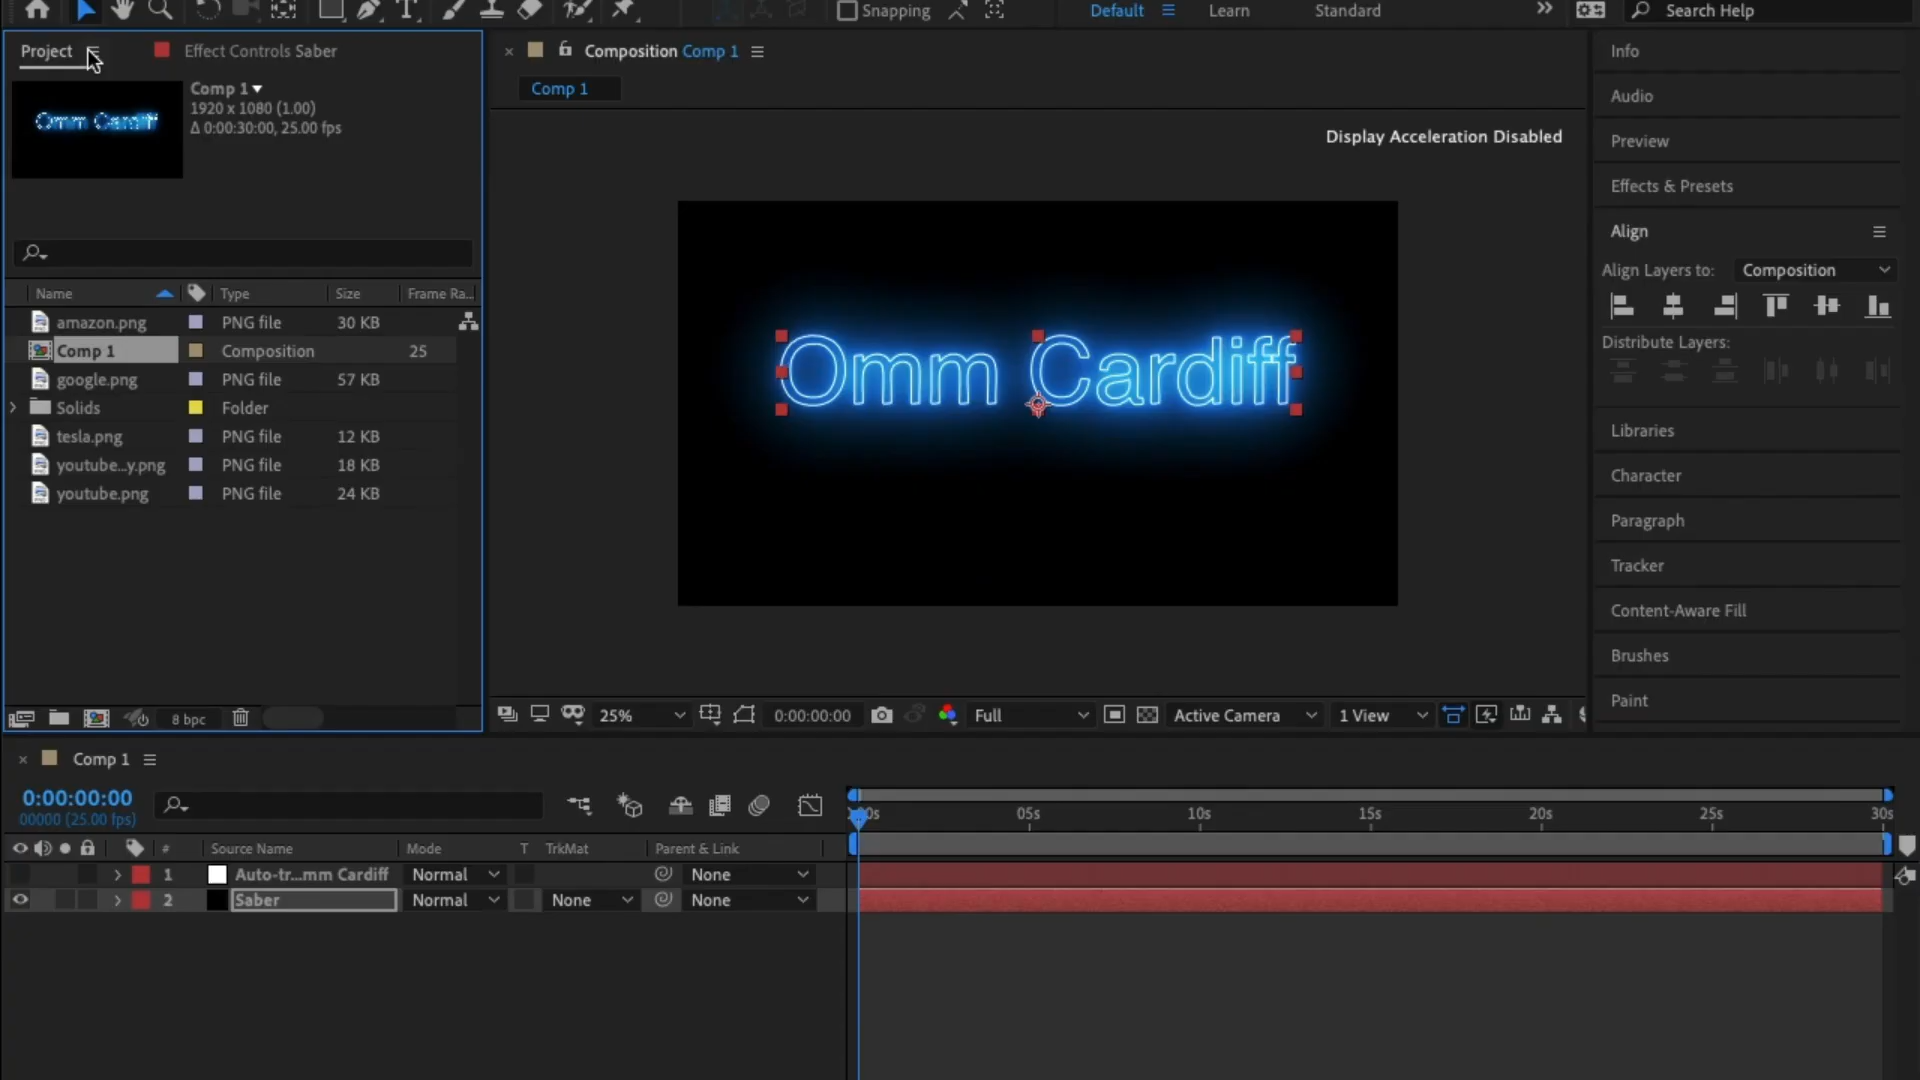 Snapping
Default
Learn
Standard
Search Help
Project
Effect Controls Saber
Comp 1
1920 x 1080 (1.00)
Δ 0:00:30:00, 25.00 fps
Omm Cardiff
Name
Type
Size
Frame Ra...
amazon.png
PNG file
30 KB
Comp 1
Composition
25
google.png
PNG file
57 KB
Solids
Folder
tesla.png
PNG file
12 KB
youtube...y.png
PNG file
18 KB
youtube.png
PNG file
24 KB
8 bpc
Composition Comp 1
Comp 1
Display Acceleration Disabled
Omm Cardiff
25%
0:00:00:00
Full
Active Camera
1 View
Info
Audio
Preview
Effects & Presets
Align
Align Layers to:
Composition
Distribute Layers:
Libraries
Character
Paragraph
Tracker
Content-Aware Fill
Brushes
Paint
Comp 1
0:00:00:00
00000 (25.00 fps)
05s
10s
15s
20s
25s
30s
#
Source Name
Mode
T
TrkMat
Parent & Link
1
Auto-tr...mm Cardiff
Normal
None
2
Saber
Normal
None
None